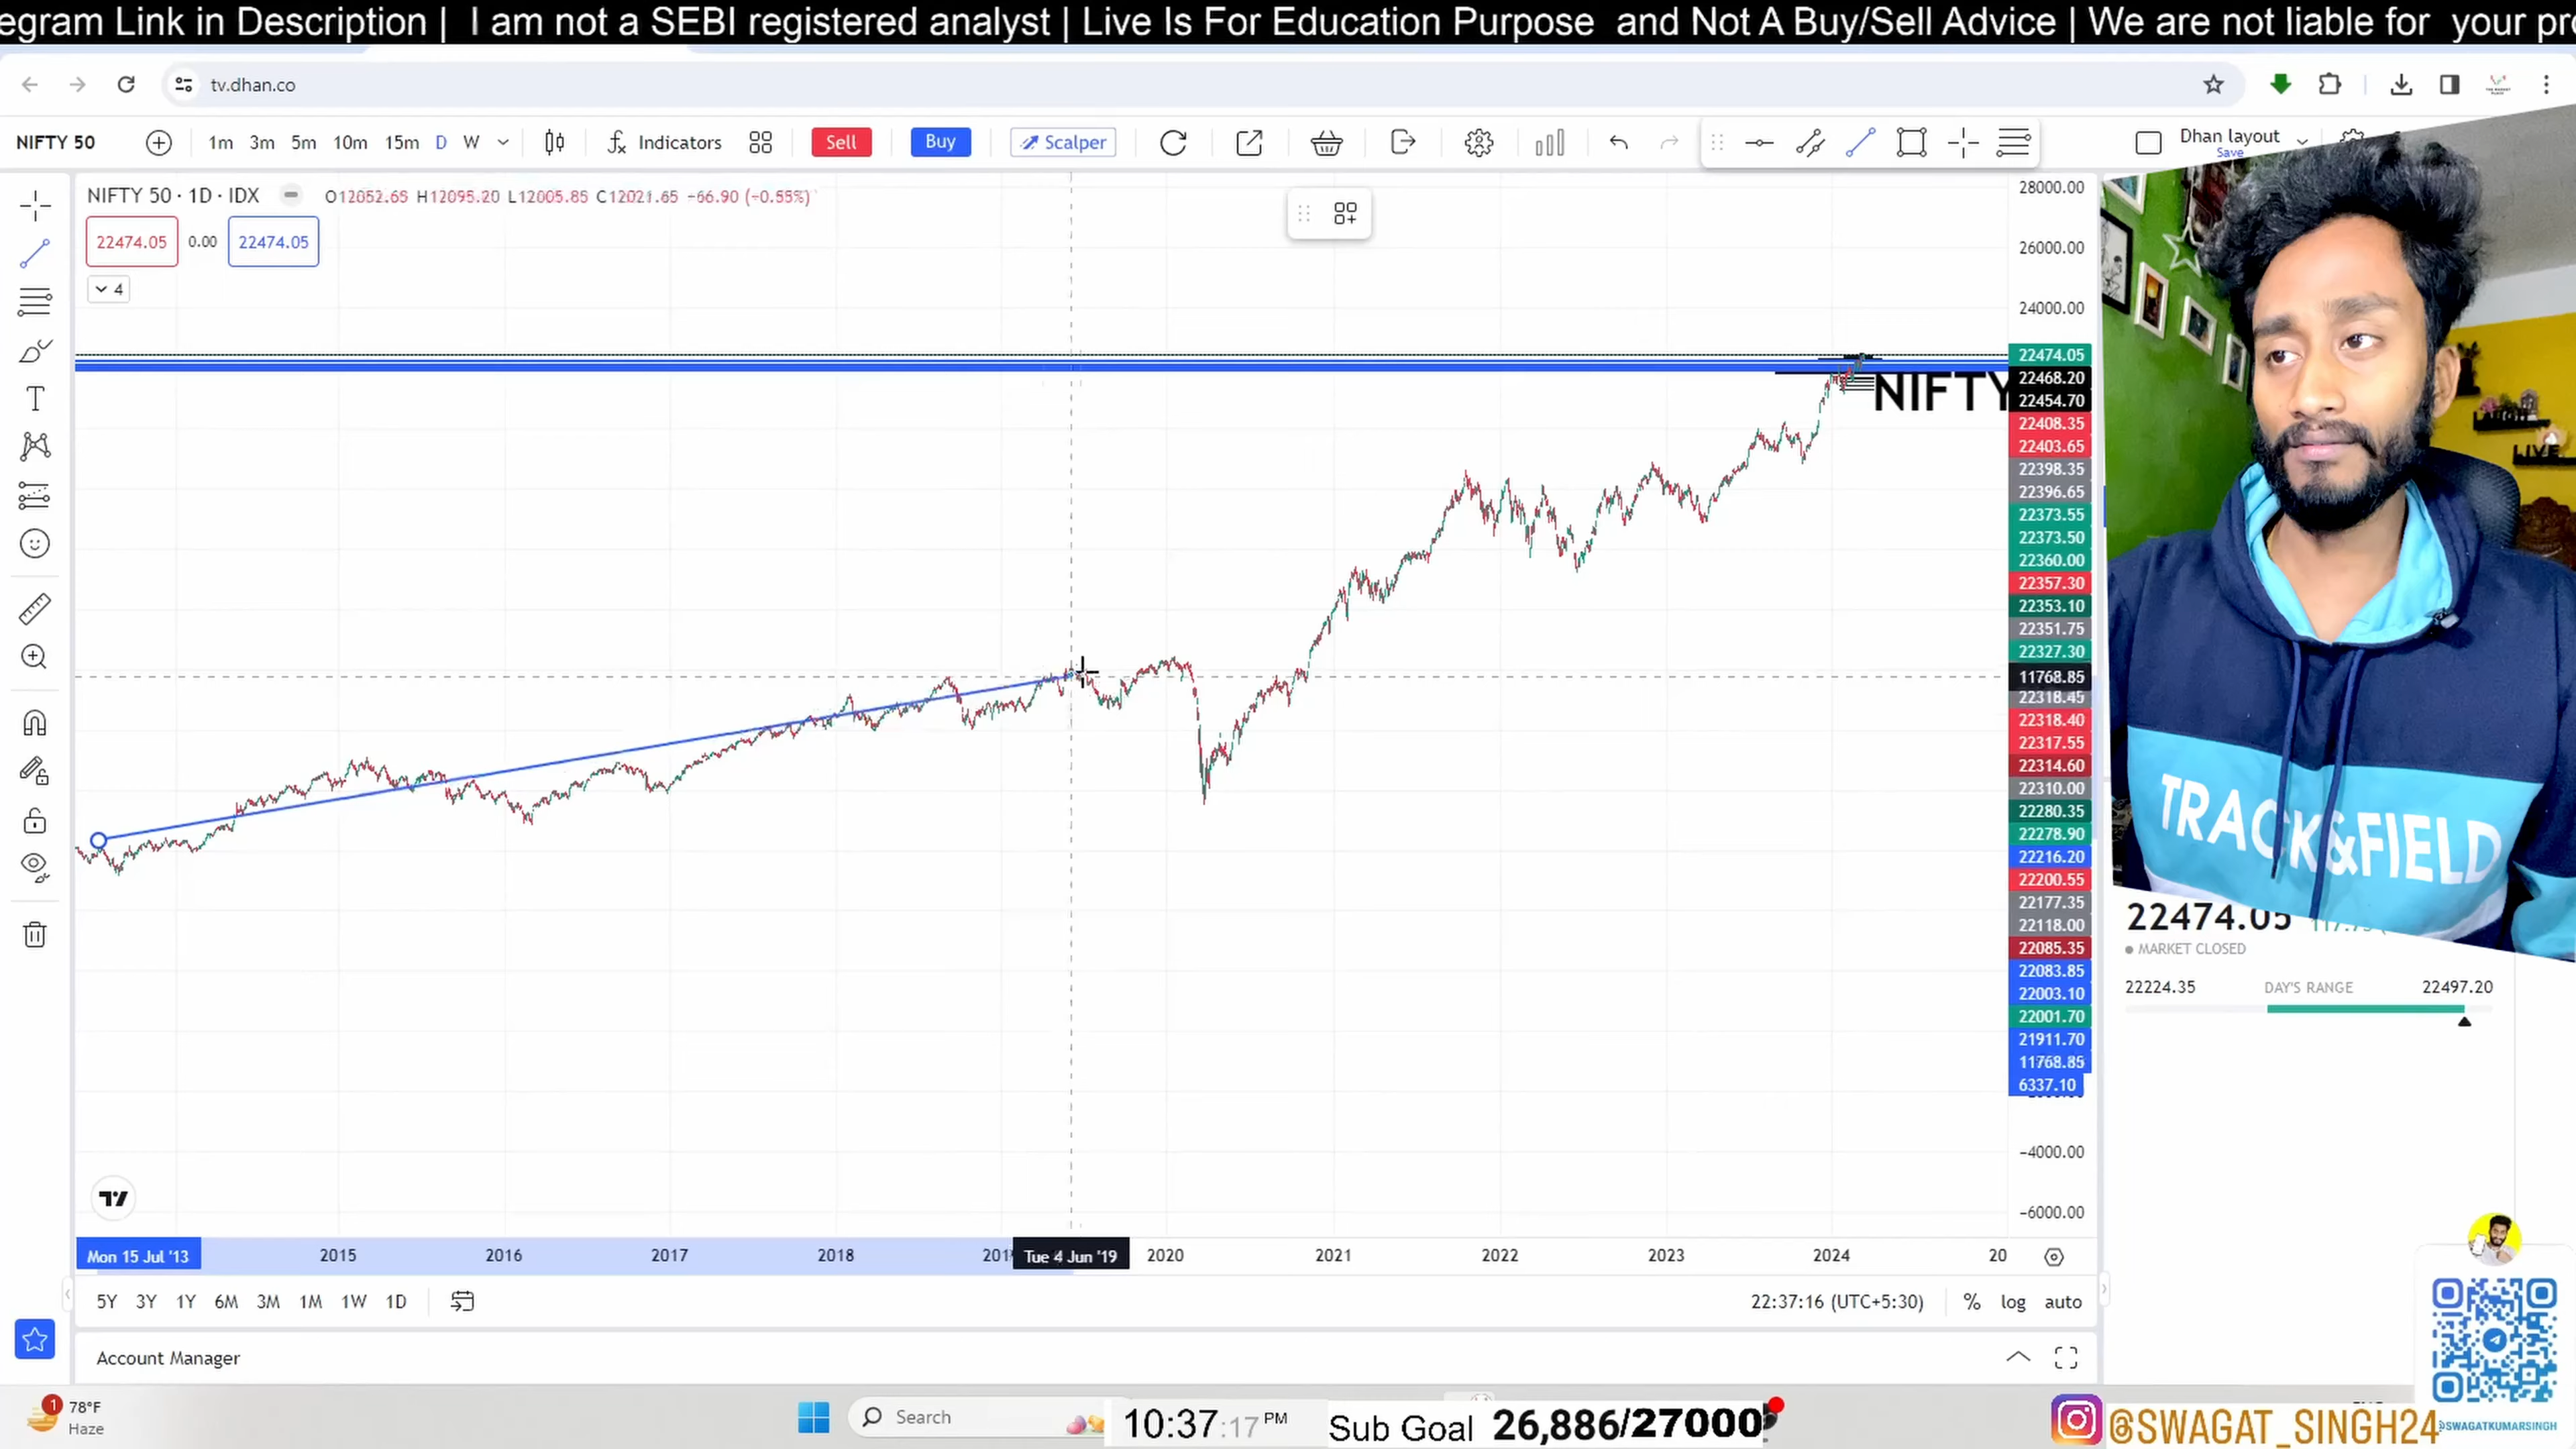 egram Link in Description | I am not a SEBI registered analyst | Live Is For Education Purpose and Not A Buy/Sell Advice | We are not liable for your pr
tv.dhan.co
NIFTY 50 1m 3m 5m 10m 15m D W Indicators Sell Buy Scalper Dhan layout
Save
NIFTY 50 · 1D · IDX O12052.65 H12095.20 L12005.85 C12021.65 −66.90 (−0.55%)
22474.05 0.00 22474.05
4
28000.00
26000.00
24000.00
22474.05
22468.20
NIFTY
22454.70
22408.35
22403.65
22398.35
22396.65
22373.55
22373.50
22360.00
22357.30
22353.10
22351.75
22327.30
11768.85
22318.45
22318.40
22317.55
22314.60
22310.00
22280.35
22278.90
22216.20
22200.55
22177.35
22118.00
22085.35
22083.85
22003.10
22001.70
21911.70
11768.85
6337.10
−4000.00
−6000.00
LIVE
TRACK&FIELD
22474.05
MARKET CLOSED
22224.35 DAY'S RANGE 22497.20
Mon 15 Jul '13 2015 2016 2017 2018 Tue 4 Jun '19 2020 2021 2022 2023 2024 20
5Y 3Y 1Y 6M 3M 1M 1W 1D 22:37:16 (UTC+5:30) % log auto
Account Manager
1 78°F
Haze
Search
10:37:17 PM
Sub Goal 26,886/27000
@SWAGAT_SINGH24
@SWAGATKUMARSINGH